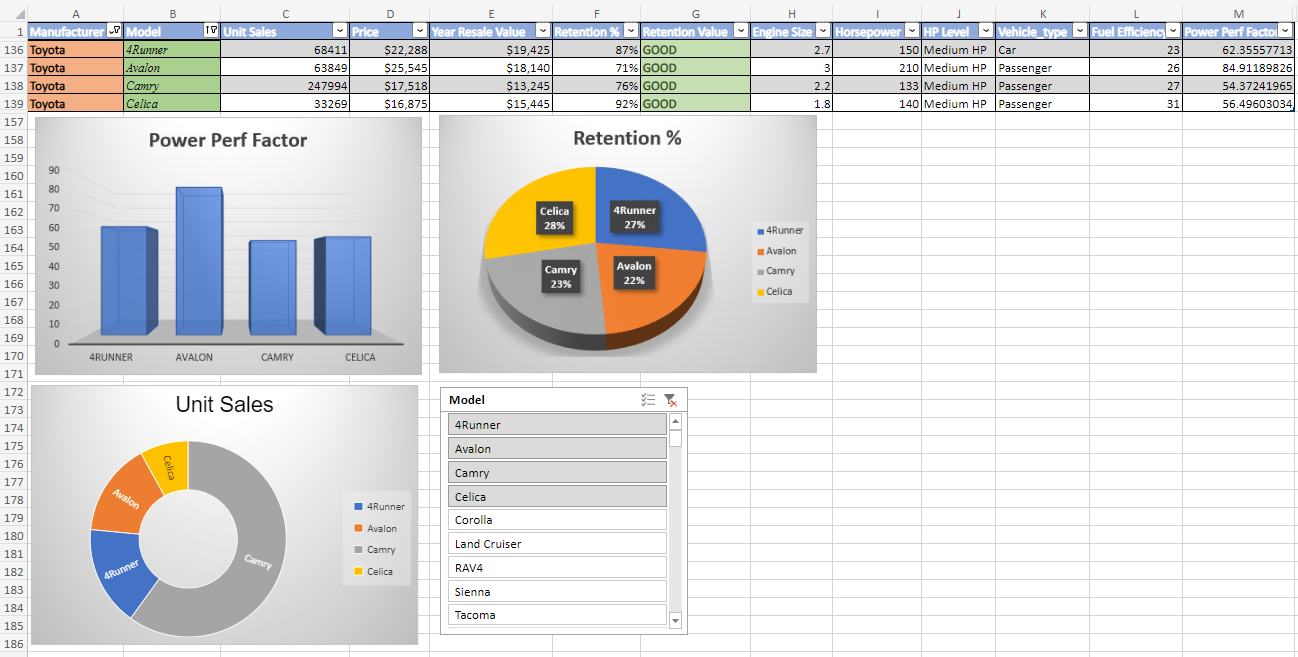 A B C D E F G H I J K L M
1 Manufacturer Model Unit Sales Price Year Resale Value Retention % Retention Value Engine Size Horsepower HP Level Vehicle_type Fuel Efficiency Power Perf Factor
136 Toyota 4Runner 68411 $22,288 $19,425 87% GOOD 2.7 150 Medium HP Car 23 62.35557713
137 Toyota Avalon 63849 $25,545 $18,140 71% GOOD 3 210 Medium HP Passenger 26 84.91189826
138 Toyota Camry 247994 $17,518 $13,245 76% GOOD 2.2 133 Medium HP Passenger 27 54.37241965
139 Toyota Celica 33269 $16,875 $15,445 92% GOOD 1.8 140 Medium HP Passenger 31 56.49603034
157
158
159
160
161
162
163
164
165
166
167
168
169
170
171
172
173
174
175
176
177
178
179
180
181
182
183
184
185
186
Power Perf Factor
90
80
70
60
50
40
30
20
10
0
4RUNNER AVALON CAMRY CELICA
Retention %
Celica
28%
4Runner
27%
Camry
23%
Avalon
22%
4Runner
Avalon
Camry
Celica
Unit Sales
Celica
Avalon
4Runner
Camry
4Runner
Avalon
Camry
Celica
Model
4Runner
Avalon
Camry
Celica
Corolla
Land Cruiser
RAV4
Sienna
Tacoma